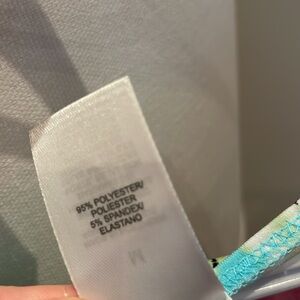 95% POLYESTER/
POLIESTER
5% SPANDEX/
ELASTANO